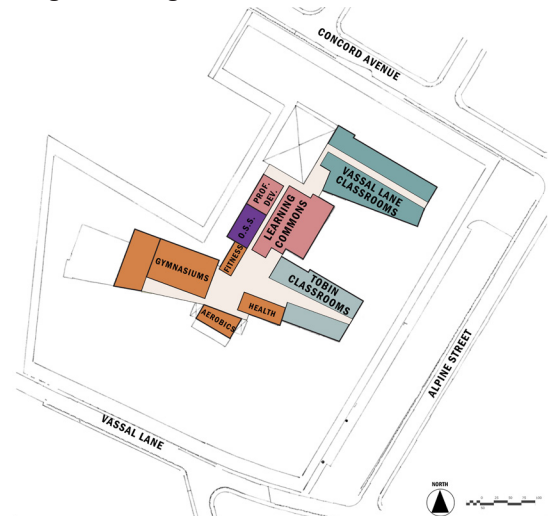 CONCORD AVENUE
VASSAL LANE
CLASSROOMS
PROF.
DEV.
O.S.S.
LEARNING
COMMONS
FITNESS
GYMNASIUMS
TOBIN
CLASSROOMS
HEALTH
AEROBICS
ALPINE STREET
VASSAL LANE
NORTH